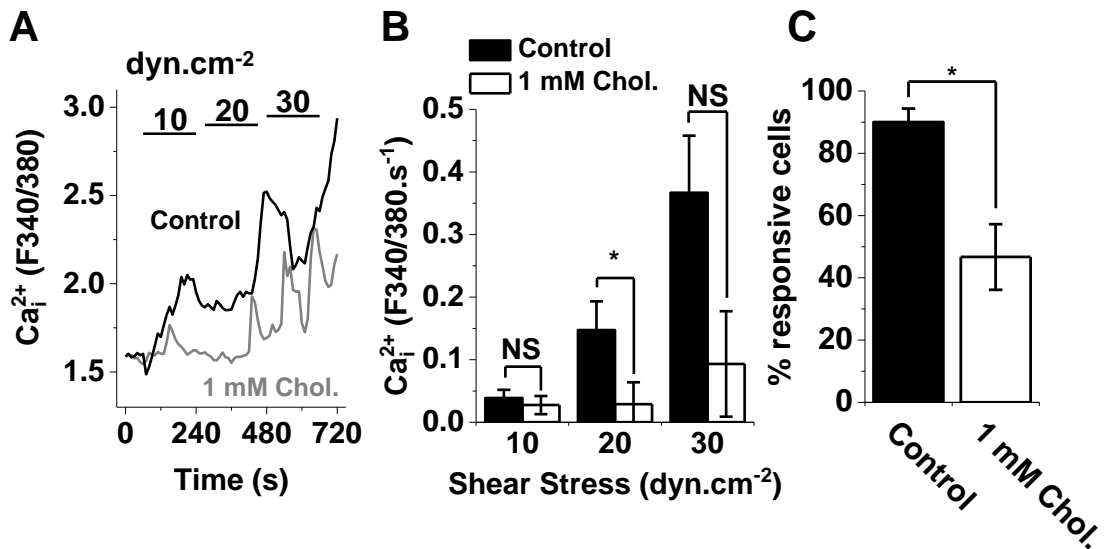 A
dyn.cm-2
10 20 30
3.0
2.5
2.0
1.5
Ca2+i (F340/380)
Control
1 mM Chol.
0 240 480 720
Time (s)
B
Control
1 mM Chol.
0.5
0.4
0.3
0.2
0.1
0.0
Ca2+i (F340/380.s-1)
NS
*
NS
10 20 30
Shear Stress (dyn.cm-2)
C
*
100
80
60
40
20
0
% responsive cells
Control
1 mM Chol.